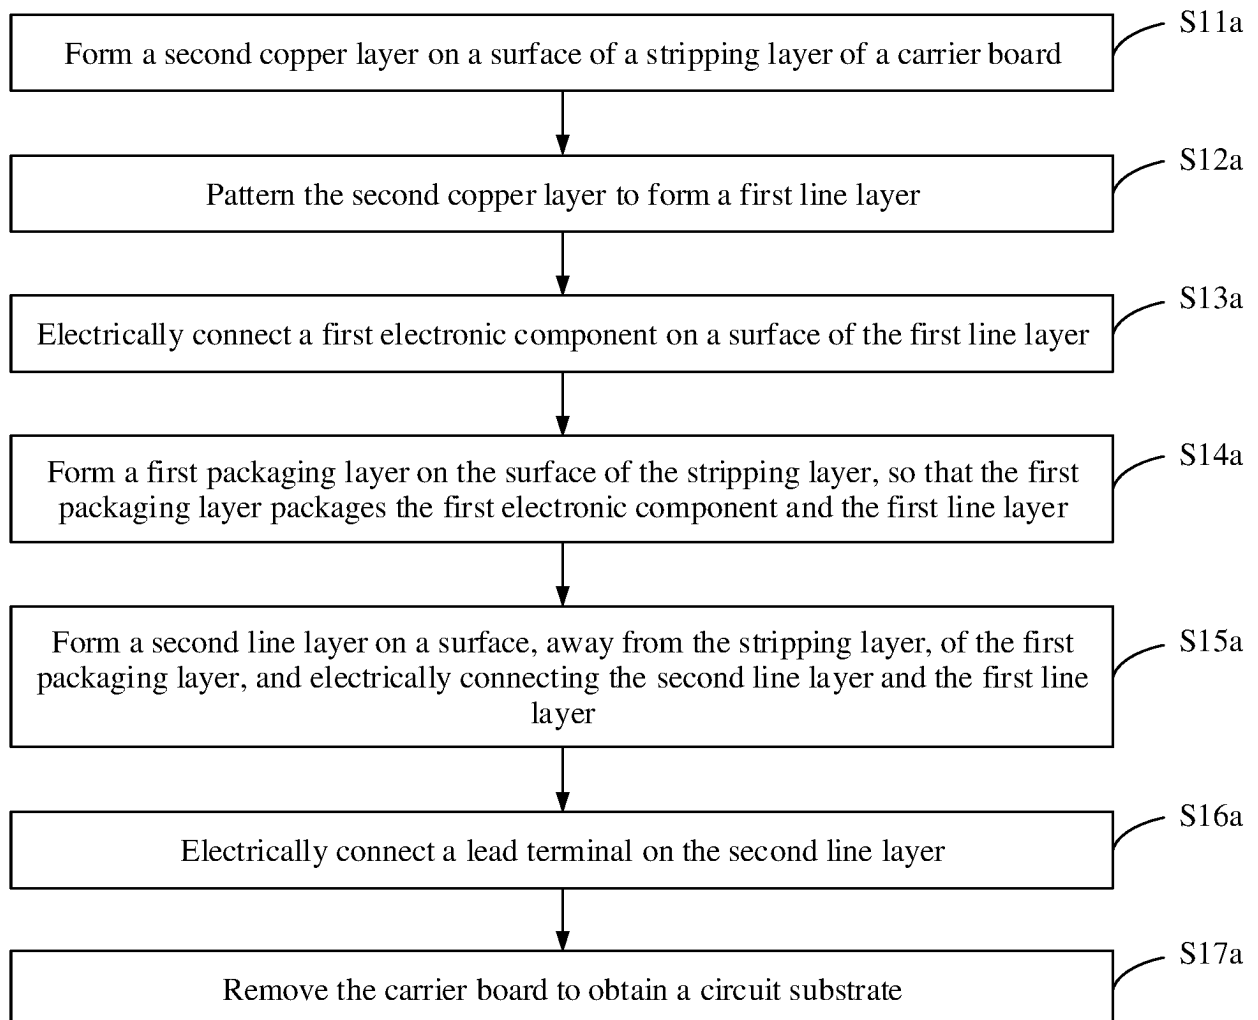 S11a
Form a second copper layer on a surface of a stripping layer of a carrier board
S12a
Pattern the second copper layer to form a first line layer
S13a
Electrically connect a first electronic component on a surface of the first line layer
S14a
Form a first packaging layer on the surface of the stripping layer, so that the first
packaging layer packages the first electronic component and the first line layer
S15a
Form a second line layer on a surface, away from the stripping layer, of the first
packaging layer, and electrically connecting the second line layer and the first line
layer
S16a
Electrically connect a lead terminal on the second line layer
S17a
Remove the carrier board to obtain a circuit substrate